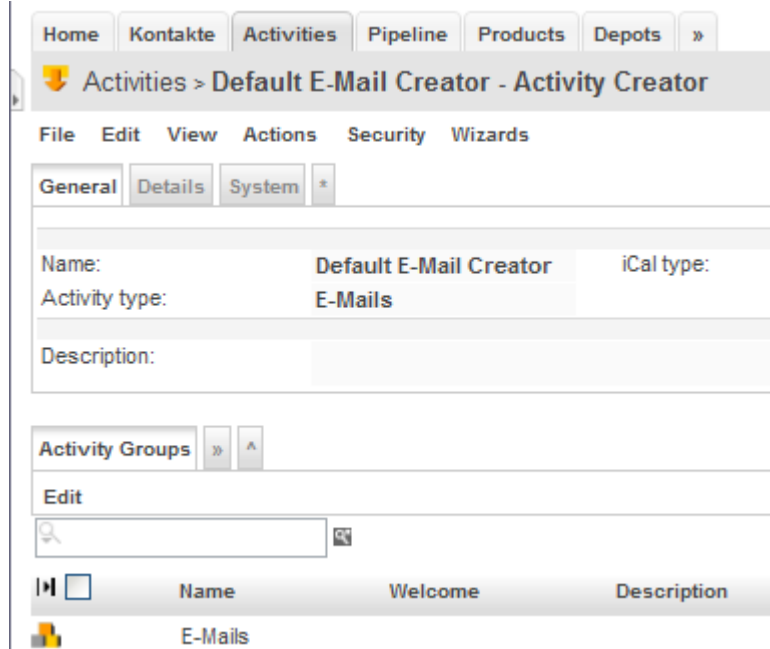 Home Kontakte Activities Pipeline Products Depots »
Activities > Default E-Mail Creator - Activity Creator
File Edit View Actions Security Wizards
General Details System *
Name: Default E-Mail Creator iCal type:
Activity type: E-Mails
Description:
Activity Groups » ^
Edit
Name Welcome Description
E-Mails